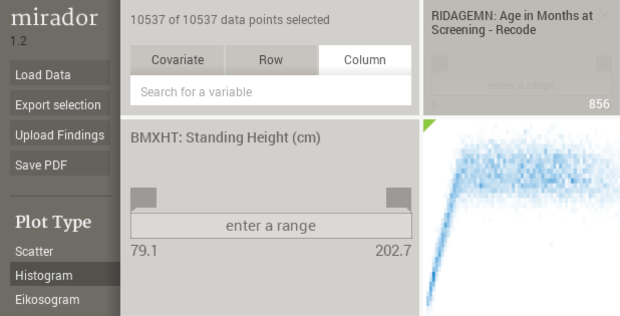 mirador
1.2
Load Data
Export selection
Upload Findings
Save PDF
Plot Type
Scatter
Histogram
Eikosogram
10537 of 10537 data points selected
Covariate Row Column
Search for a variable
BMXHT: Standing Height (cm)
enter a range
79.1 202.7
RIDAGEMN: Age in Months at
Screening - Recode
enter a range
0 856